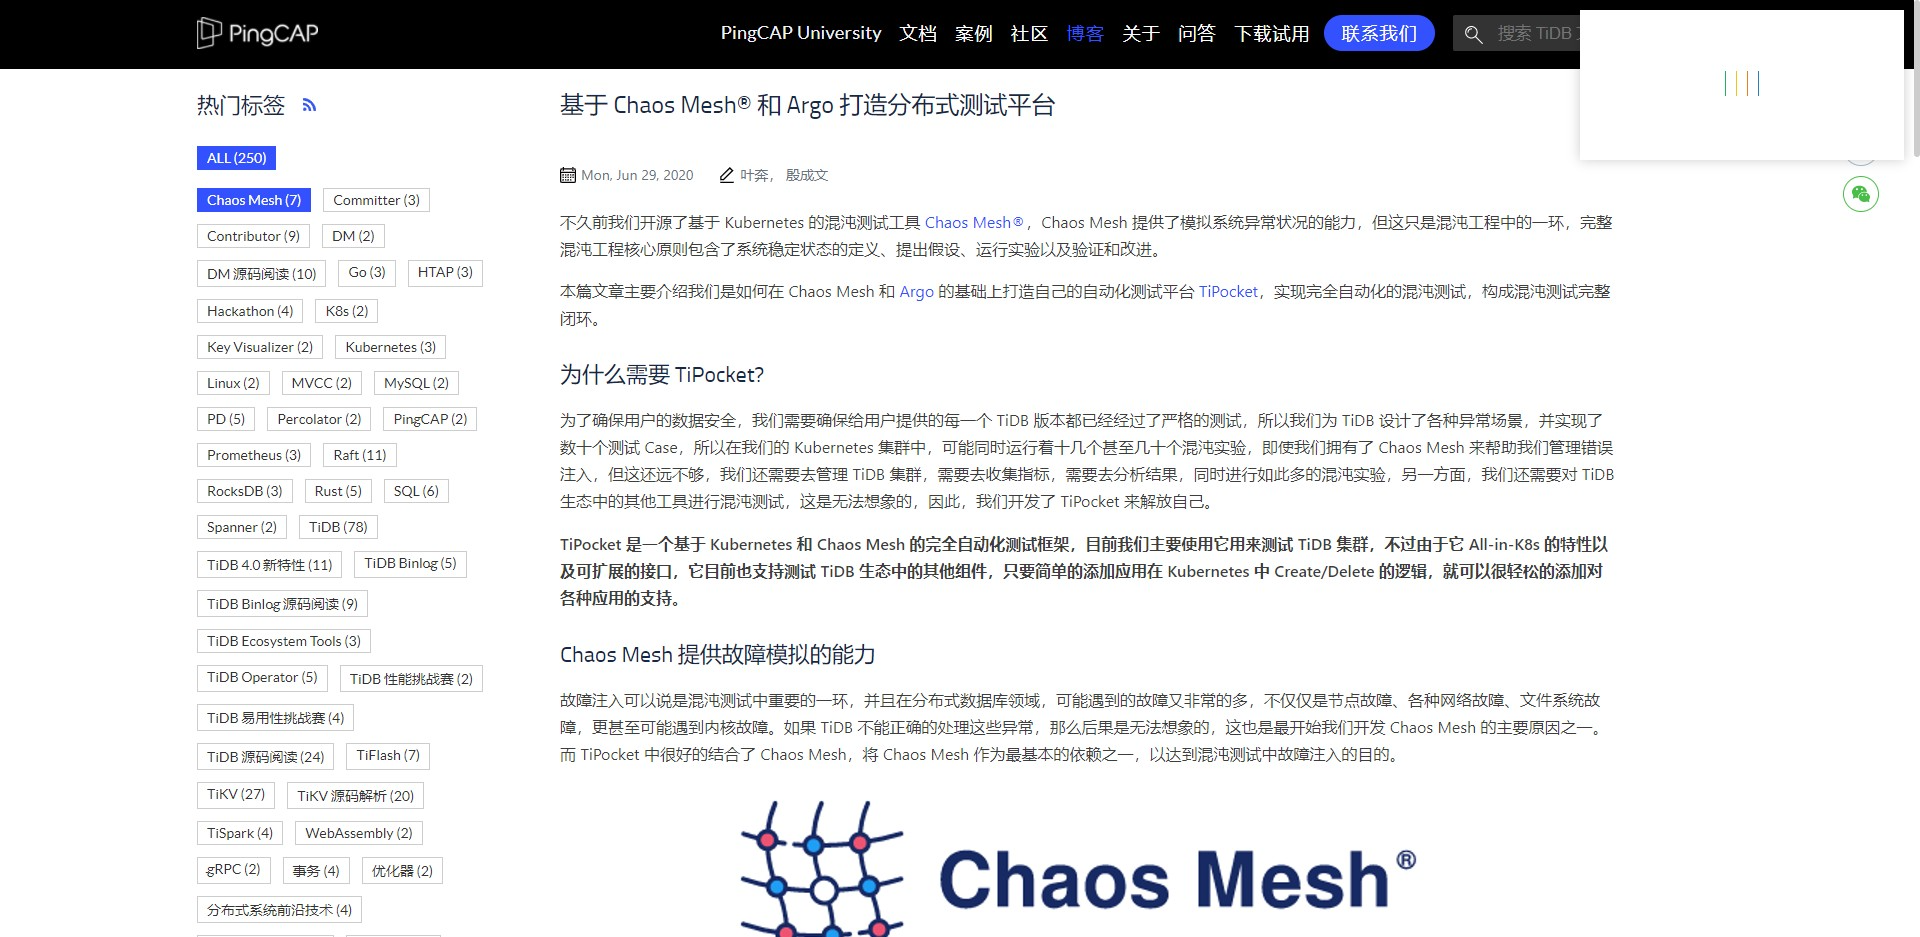 PingCAP
PingCAP University 文档 案例 社区 博客 关于 问答 下载试用 联系我们 搜索 TiDB
热门标签
ALL (250)
Chaos Mesh (7) Committer (3)
Contributor (9) DM (2)
DM 源码阅读 (10) Go (3) HTAP (3)
Hackathon (4) K8s (2)
Key Visualizer (2) Kubernetes (3)
Linux (2) MVCC (2) MySQL (2)
PD (5) Percolator (2) PingCAP (2)
Prometheus (3) Raft (11)
RocksDB (3) Rust (5) SQL (6)
Spanner (2) TiDB (78)
TiDB 4.0 新特性 (11) TiDB Binlog (5)
TiDB Binlog 源码阅读 (9)
TiDB Ecosystem Tools (3)
TiDB Operator (5) TiDB 性能挑战赛 (2)
TiDB 易用性挑战赛 (4)
TiDB 源码阅读 (24) TiFlash (7)
TiKV (27) TiKV 源码解析 (20)
TiSpark (4) WebAssembly (2)
gRPC (2) 事务 (4) 优化器 (2)
分布式系统前沿技术 (4)
基于 Chaos Mesh® 和 Argo 打造分布式测试平台
Mon, Jun 29, 2020 叶奔， 殷成文
不久前我们开源了基于 Kubernetes 的混沌测试工具 Chaos Mesh®，Chaos Mesh 提供了模拟系统异常状况的能力，但这只是混沌工程中的一环，完整
混沌工程核心原则包含了系统稳定状态的定义、提出假设、运行实验以及验证和改进。
本篇文章主要介绍我们是如何在 Chaos Mesh 和 Argo 的基础上打造自己的自动化测试平台 TiPocket，实现完全自动化的混沌测试，构成混沌测试完整
闭环。
为什么需要 TiPocket?
为了确保用户的数据安全，我们需要确保给用户提供的每一个 TiDB 版本都已经经过了严格的测试，所以我们为 TiDB 设计了各种异常场景，并实现了
数十个测试 Case，所以在我们的 Kubernetes 集群中，可能同时运行着十几个甚至几十个混沌实验，即使我们拥有了 Chaos Mesh 来帮助我们管理错误
注入，但这还远不够，我们还需要去管理 TiDB 集群，需要去收集指标，需要去分析结果，同时进行如此多的混沌实验，另一方面，我们还需要对 TiDB
生态中的其他工具进行混沌测试，这是无法想象的，因此，我们开发了 TiPocket 来解放自己。
TiPocket 是一个基于 Kubernetes 和 Chaos Mesh 的完全自动化测试框架，目前我们主要使用它用来测试 TiDB 集群，不过由于它 All-in-K8s 的特性以
及可扩展的接口，它目前也支持测试 TiDB 生态中的其他组件，只要简单的添加应用在 Kubernetes 中 Create/Delete 的逻辑，就可以很轻松的添加对
各种应用的支持。
Chaos Mesh 提供故障模拟的能力
故障注入可以说是混沌测试中重要的一环，并且在分布式数据库领域，可能遇到的故障又非常的多，不仅仅是节点故障、各种网络故障、文件系统故
障，更甚至可能遇到内核故障。如果 TiDB 不能正确的处理这些异常，那么后果是无法想象的，这也是最开始我们开发 Chaos Mesh 的主要原因之一。
而 TiPocket 中很好的结合了 Chaos Mesh，将 Chaos Mesh 作为最基本的依赖之一，以达到混沌测试中故障注入的目的。
Chaos Mesh®